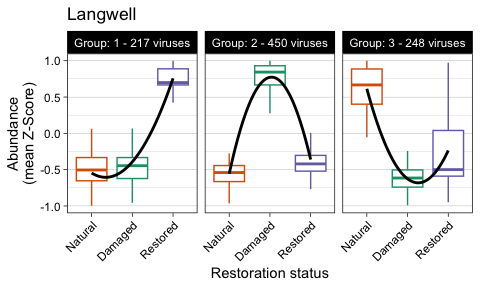 Langwell
Group: 1 - 217 viruses
Group: 2 - 450 viruses
Group: 3 - 248 viruses
Abundance
(mean Z-Score)
1.0
0.5
0.0
-0.5
-1.0
Natural
Damaged
Restored
Natural
Damaged
Restored
Natural
Damaged
Restored
Restoration status